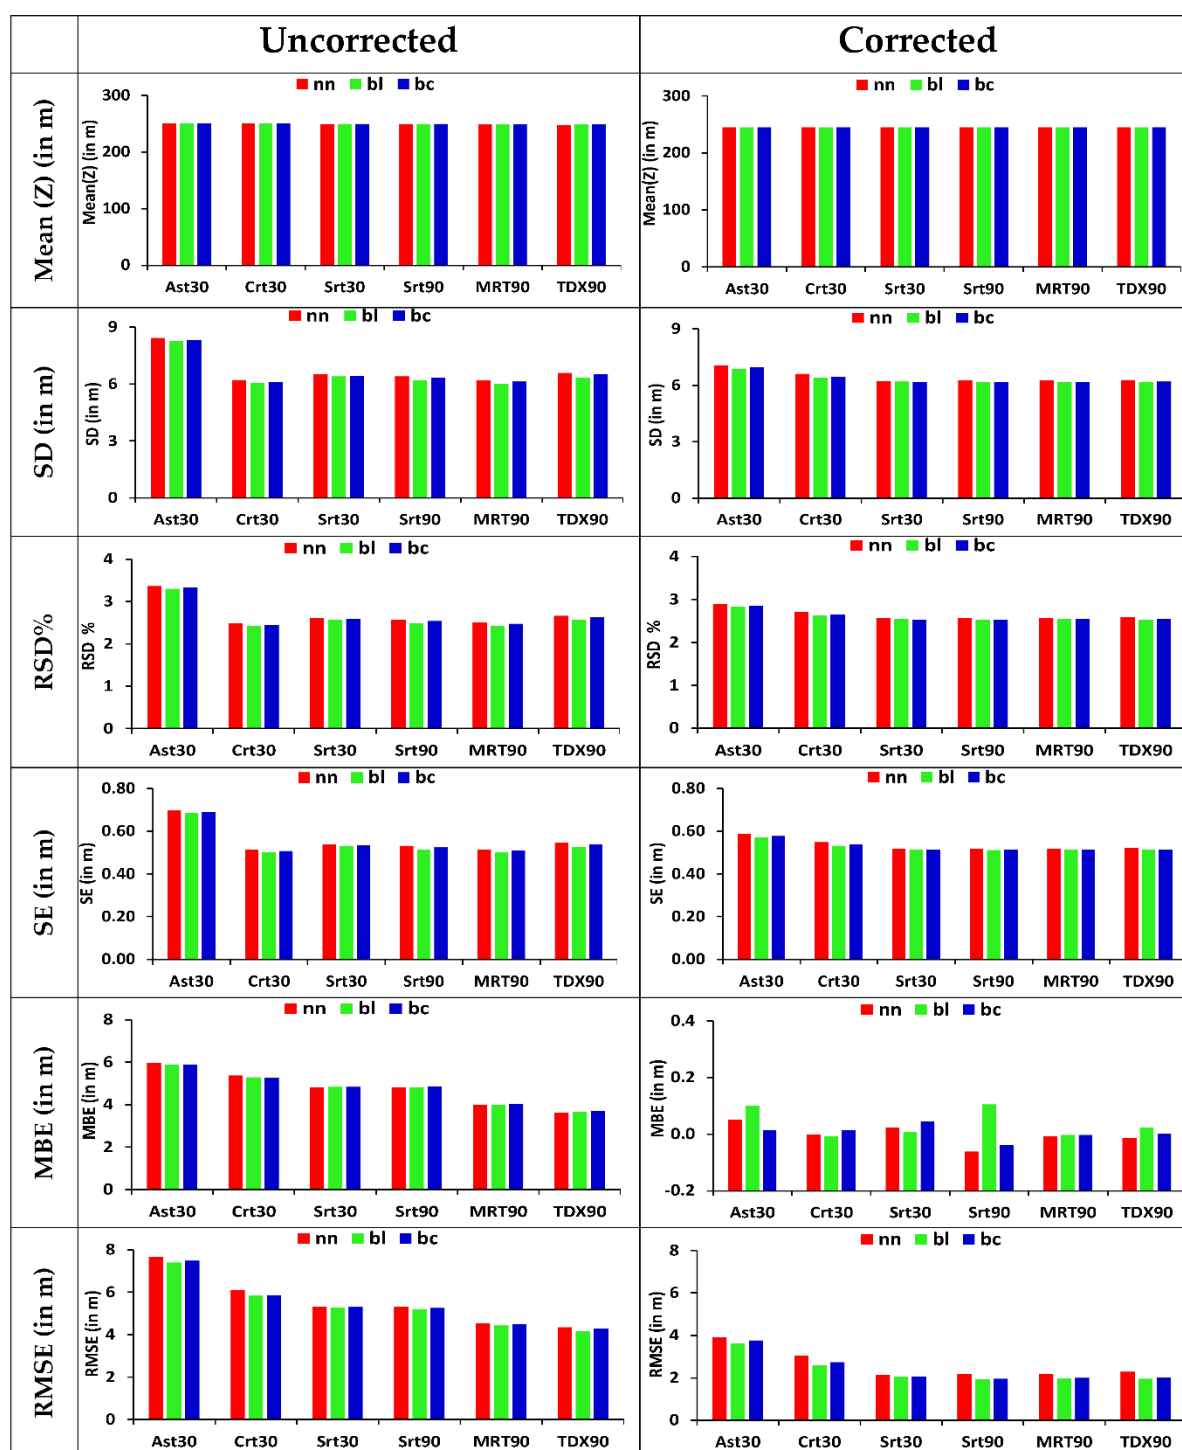 Uncorrected
Corrected
Mean (Z) (in m)
nn bl bc
Mean(Z) (in m)
300
200
100
0
Ast30 Crt30 Srt30 Srt90 MRT90 TDX90
nn bl bc
Mean(Z) (in m)
300
200
100
0
Ast30 Crt30 Srt30 Srt90 MRT90 TDX90
SD (in m)
nn bl bc
SD (in m)
9
6
3
0
Ast30 Crt30 Srt30 Srt90 MRT90 TDX90
nn bl bc
SD (in m)
9
6
3
0
Ast30 Crt30 Srt30 Srt90 MRT90 TDX90
RSD%
nn bl bc
RSD %
4
3
2
1
0
Ast30 Crt30 Srt30 Srt90 MRT90 TDX90
nn bl bc
RSD %
4
3
2
1
0
Ast30 Crt30 Srt30 Srt90 MRT90 TDX90
SE (in m)
nn bl bc
SE (in m)
0.80
0.60
0.40
0.20
0.00
Ast30 Crt30 Srt30 Srt90 MRT90 TDX90
nn bl bc
SE (in m)
0.80
0.60
0.40
0.20
0.00
Ast30 Crt30 Srt30 Srt90 MRT90 TDX90
MBE (in m)
nn bl bc
MBE (in m)
8
6
4
2
0
Ast30 Crt30 Srt30 Srt90 MRT90 TDX90
nn bl bc
MBE (in m)
0.4
0.2
0.0
-0.2
Ast30 Crt30 Srt30 Srt90 MRT90 TDX90
RMSE (in m)
nn bl bc
RMSE (in m)
8
6
4
2
0
Ast30 Crt30 Srt30 Srt90 MRT90 TDX90
nn bl bc
RMSE (in m)
8
6
4
2
0
Ast30 Crt30 Srt30 Srt90 MRT90 TDX90